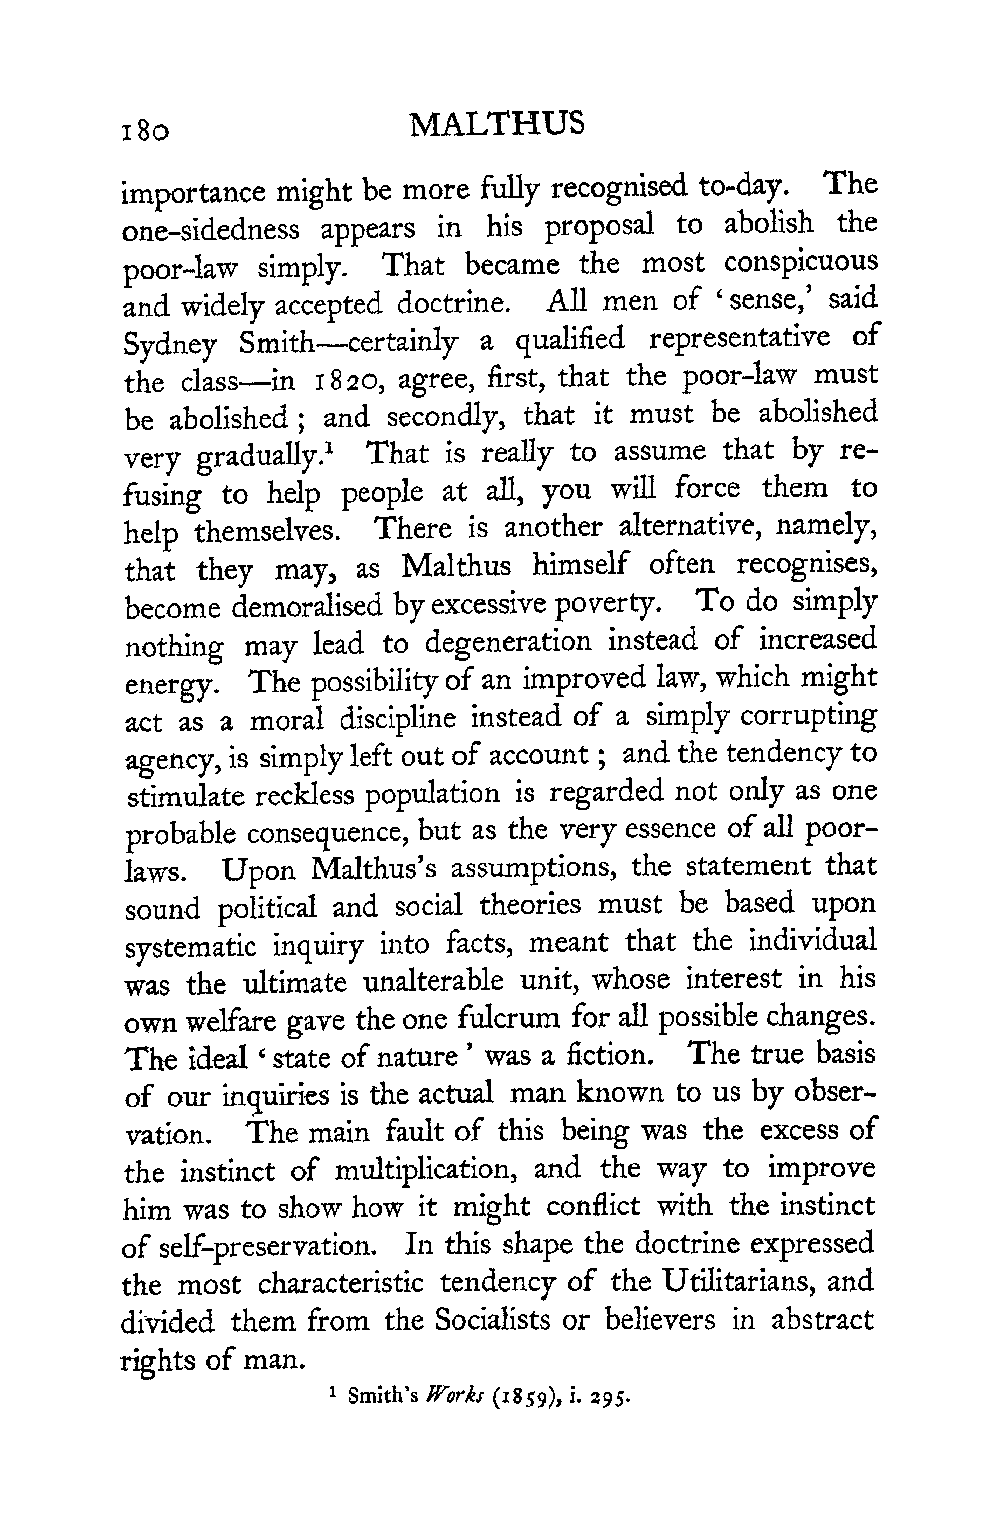 180 MALTHUS
importance might be more fully recognised to-day. The
one-sidedness appears in his proposal to abolish the
poor-law simply. That became the most conspicuous
and widely accepted doctrine. All men of ‘sense,’ said
Sydney Smith—certainly a qualified representative of
the class—in 1820, agree, first, that the poor-law must
be abolished ; and secondly, that it must be abolished
very gradually.¹ That is really to assume that by re-
fusing to help people at all, you will force them to
help themselves. There is another alternative, namely,
that they may, as Malthus himself often recognises,
become demoralised by excessive poverty. To do simply
nothing may lead to degeneration instead of increased
energy. The possibility of an improved law, which might
act as a moral discipline instead of a simply corrupting
agency, is simply left out of account ; and the tendency to
stimulate reckless population is regarded not only as one
probable consequence, but as the very essence of all poor-
laws. Upon Malthus’s assumptions, the statement that
sound political and social theories must be based upon
systematic inquiry into facts, meant that the individual
was the ultimate unalterable unit, whose interest in his
own welfare gave the one fulcrum for all possible changes.
The ideal ‘state of nature’ was a fiction. The true basis
of our inquiries is the actual man known to us by obser-
vation. The main fault of this being was the excess of
the instinct of multiplication, and the way to improve
him was to show how it might conflict with the instinct
of self-preservation. In this shape the doctrine expressed
the most characteristic tendency of the Utilitarians, and
divided them from the Socialists or believers in abstract
rights of man.
¹ Smith’s Works (1859), i. 295.